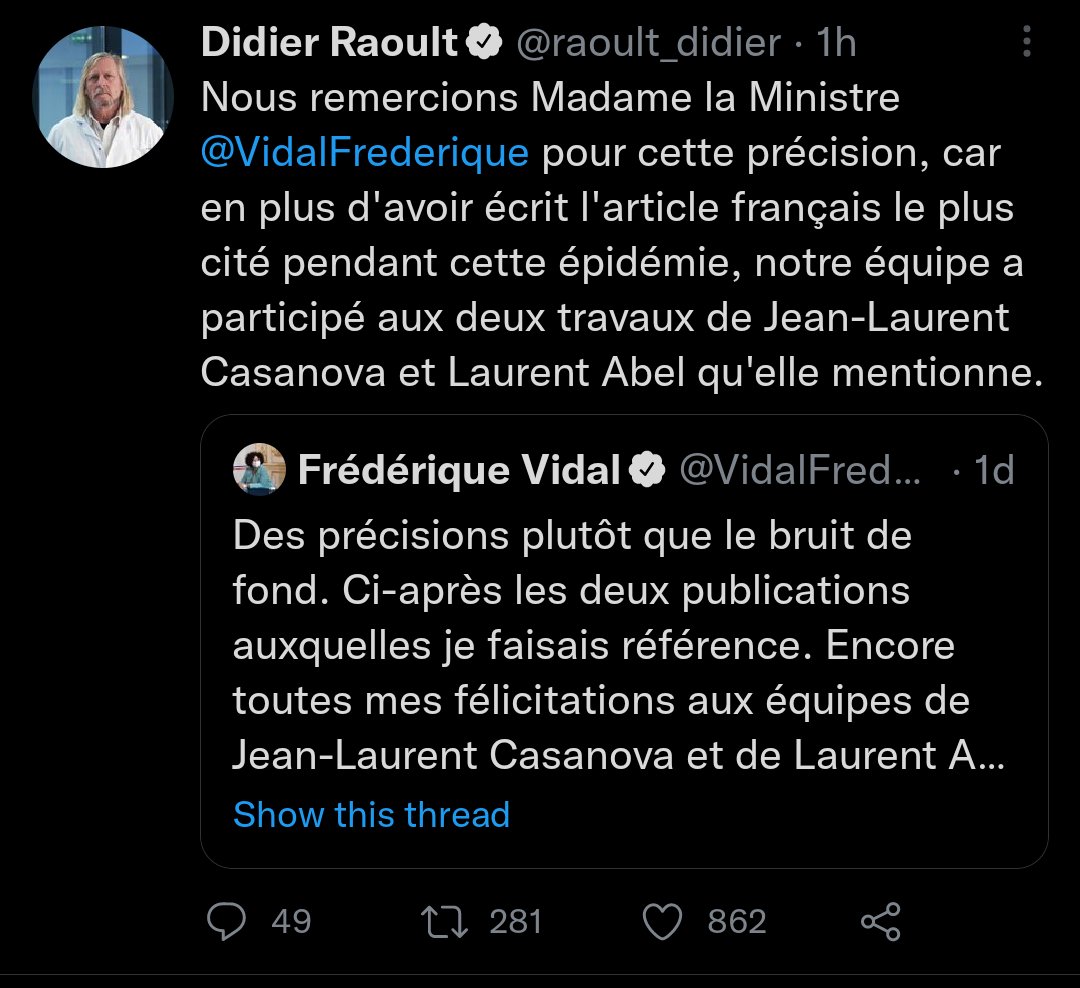 Didier Raoult @raoult_didier · 1h
Nous remercions Madame la Ministre
@VidalFrederique pour cette précision, car
en plus d'avoir écrit l'article français le plus
cité pendant cette épidémie, notre équipe a
participé aux deux travaux de Jean-Laurent
Casanova et Laurent Abel qu'elle mentionne.
Frédérique Vidal @VidalFred... · 1d
Des précisions plutôt que le bruit de
fond. Ci-après les deux publications
auxquelles je faisais référence. Encore
toutes mes félicitations aux équipes de
Jean-Laurent Casanova et de Laurent A...
Show this thread
49 281 862